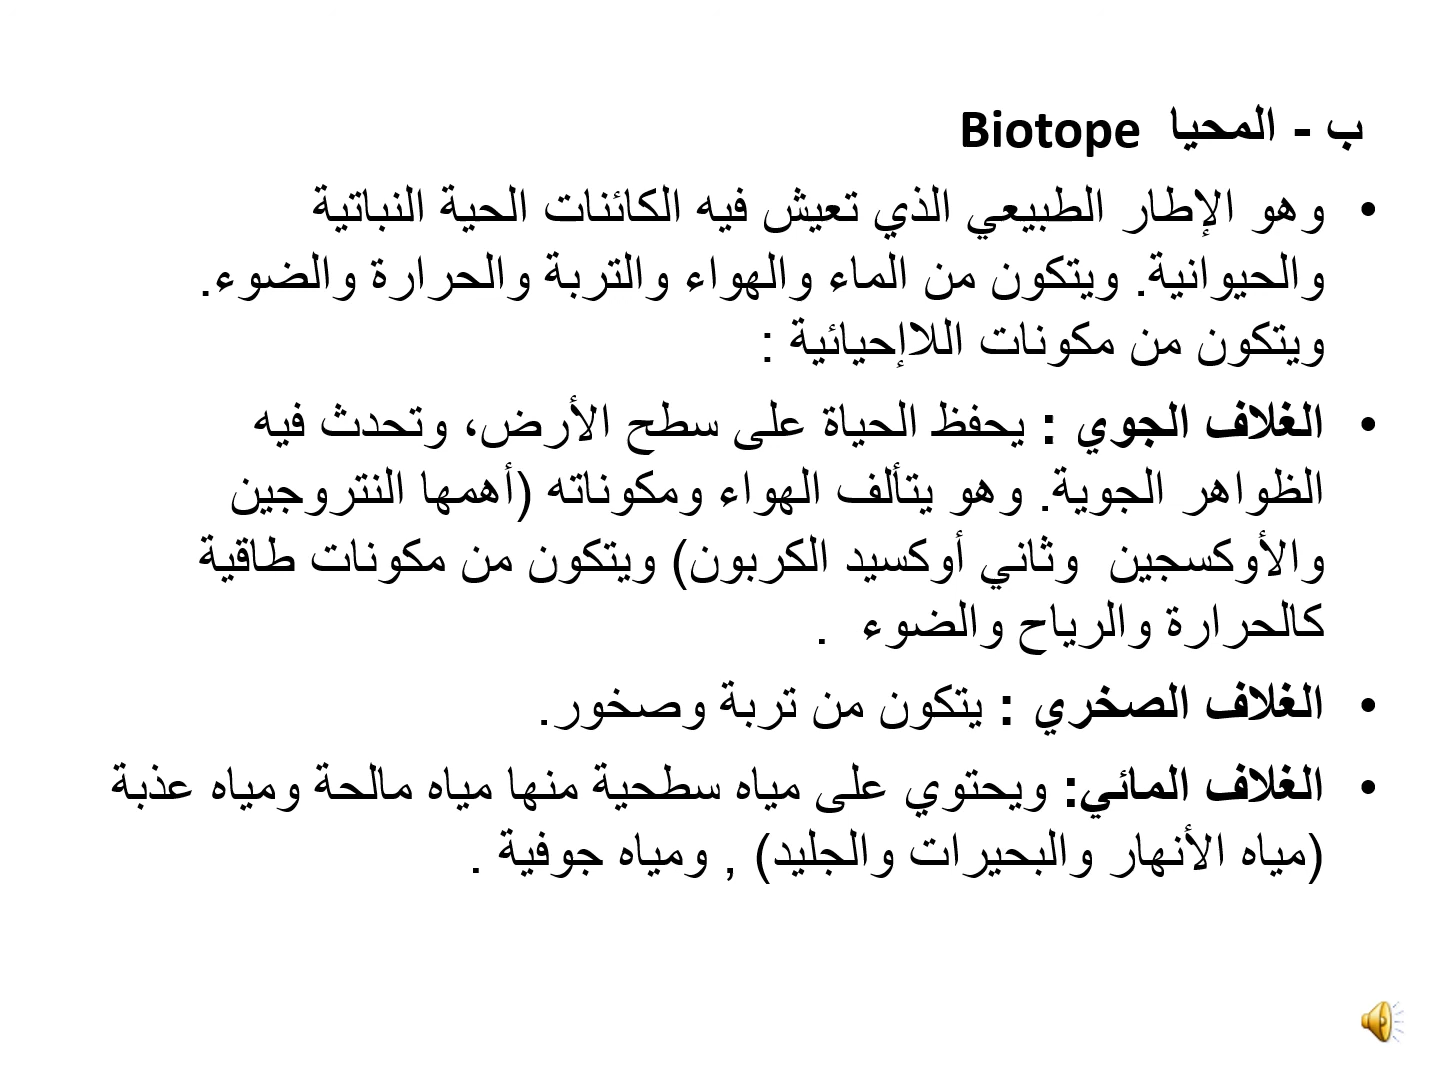 ب - المحيا Biotope
• وهو الإطار الطبيعي الذي تعيش فيه الكائنات الحية النباتية
والحيوانية. ويتكون من الماء والهواء والتربة والحرارة والضوء.
ويتكون من مكونات اللاإحيائية :
• الغلاف الجوي : يحفظ الحياة على سطح الأرض، وتحدث فيه
الظواهر الجوية. وهو يتألف الهواء ومكوناته (أهمها النتروجين
والأوكسجين وثاني أوكسيد الكربون) ويتكون من مكونات طاقية
كالحرارة والرياح والضوء .
• الغلاف الصخري : يتكون من تربة وصخور.
• الغلاف المائي: ويحتوي على مياه سطحية منها مياه مالحة ومياه عذبة
(مياه الأنهار والبحيرات والجليد) , ومياه جوفية .